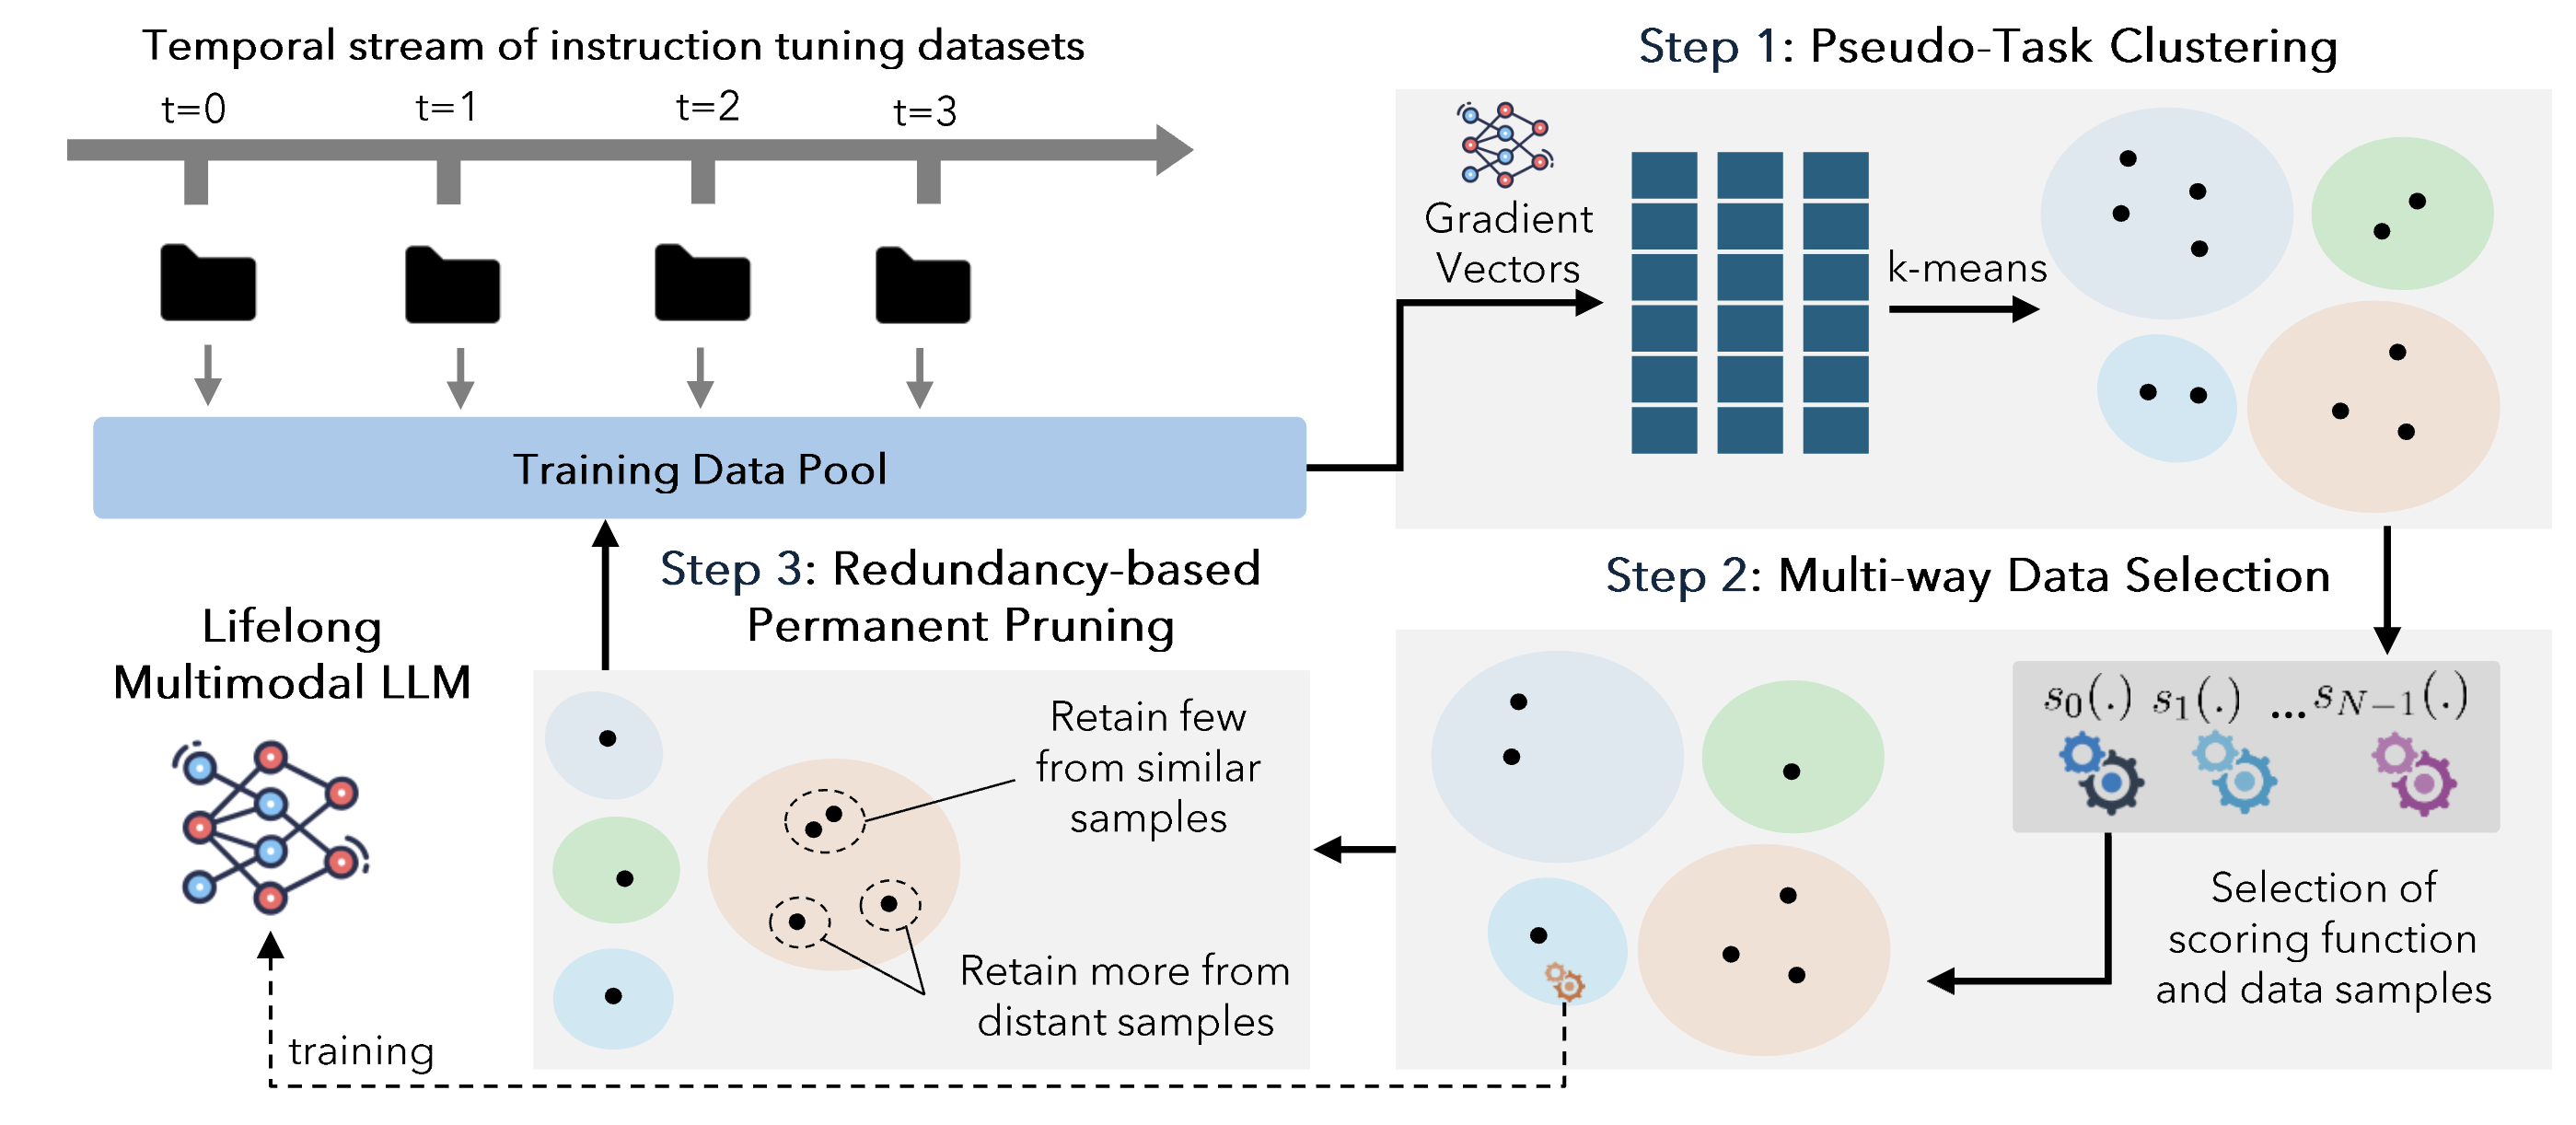 Temporal stream of instruction tuning datasets
t=0
t=1
t=2
t=3
Training Data Pool
Step 1: Pseudo-Task Clustering
Gradient
Vectors
k-means
Step 2: Multi-way Data Selection
s_0(.) s_1(.) ...s_{N-1}(.)
Selection of
scoring function
and data samples
Step 3: Redundancy-based
Permanent Pruning
Retain few
from similar
samples
Retain more from
distant samples
Lifelong
Multimodal LLM
training